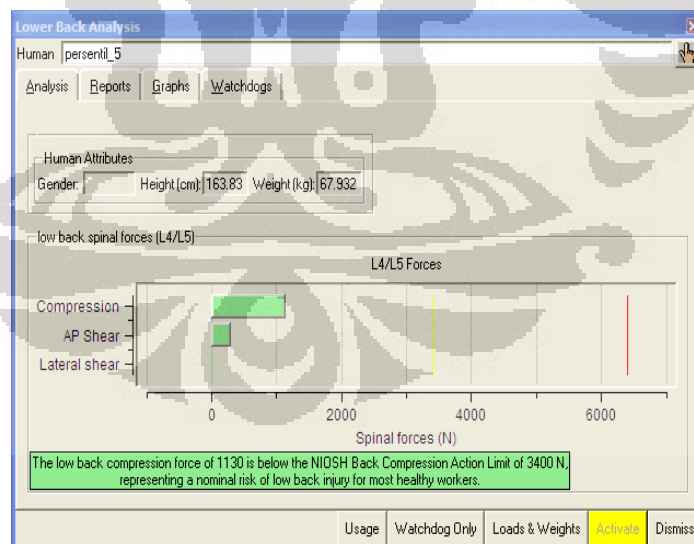 Lower Back Analysis
Human persentil_5
Analysis Reports Graphs Watchdogs
Human Attributes
Gender: Height (cm): 163.83 Weight (kg): 67.932
low back spinal forces (L4/L5)
L4/L5 Forces
Compression
AP Shear
Lateral shear
0 2000 4000 6000
Spinal forces (N)
The low back compression force of 1130 is below the NIOSH Back Compression Action Limit of 3400 N,
representing a nominal risk of low back injury for most healthy workers.
Usage Watchdog Only Loads & Weights Activate Dismiss